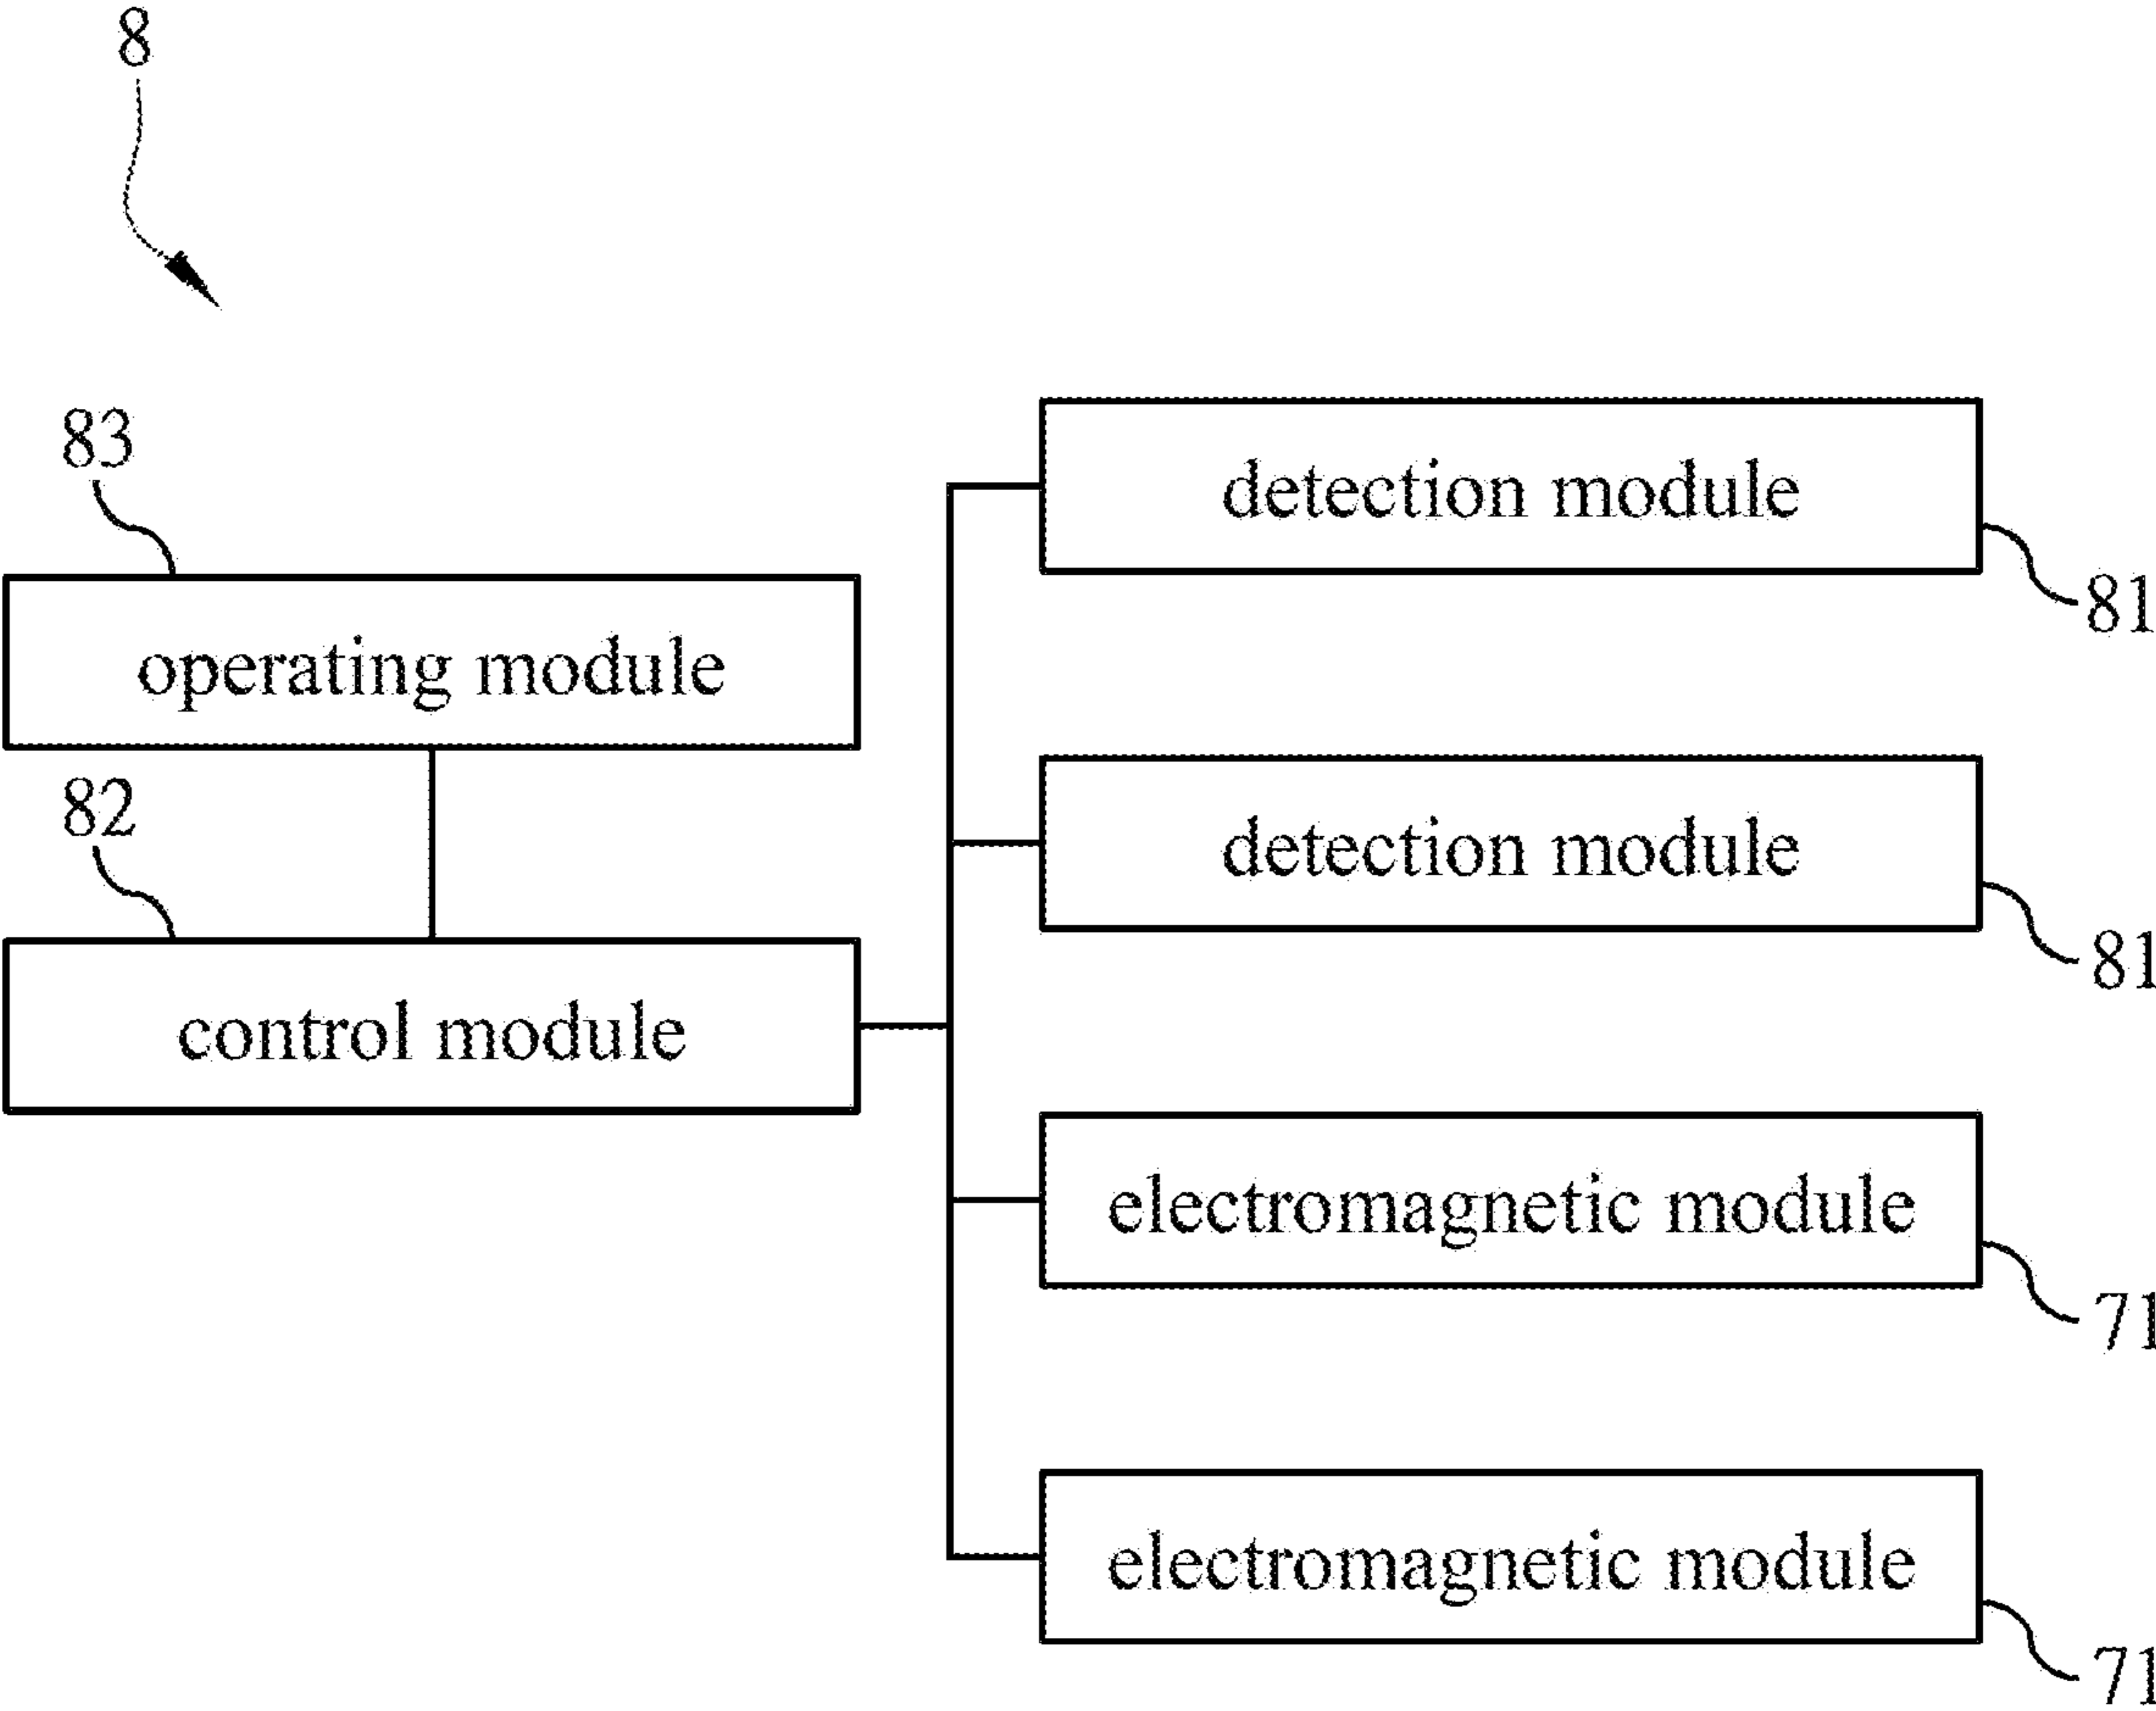 8
83
operating module
82
control module
detection module
81
detection module
81
electromagnetic module
71
electromagnetic module
71